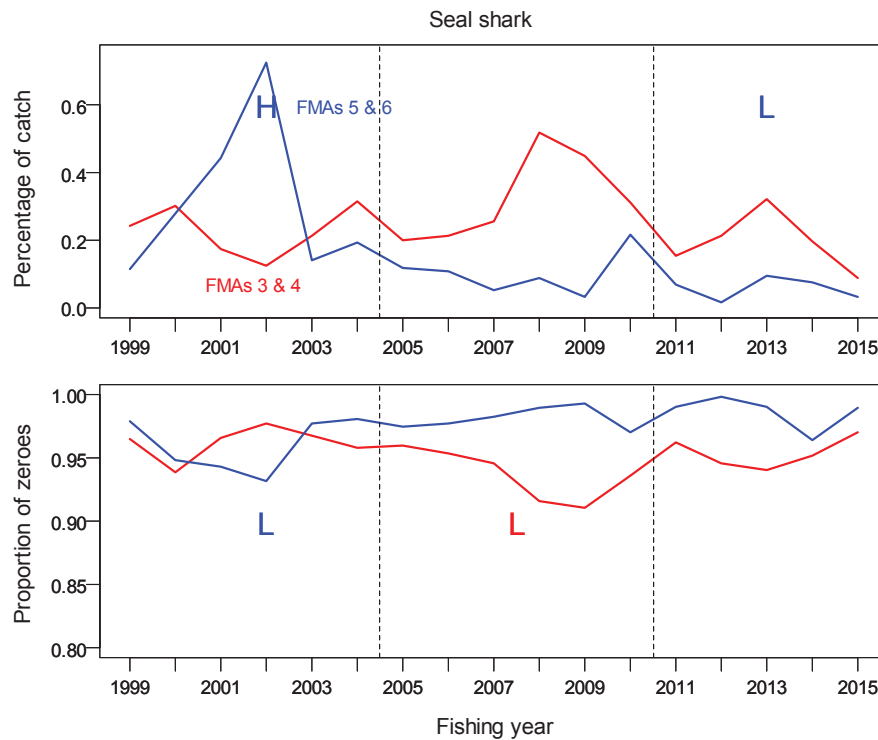 Seal shark
Percentage of catch
0.6
0.4
0.2
0.0
H
FMAs 5 & 6
L
FMAs 3 & 4
1999 2001 2003 2005 2007 2009 2011 2013 2015
Proportion of zeroes
1.00
0.95
0.90
0.85
0.80
L
L
1999 2001 2003 2005 2007 2009 2011 2013 2015
Fishing year